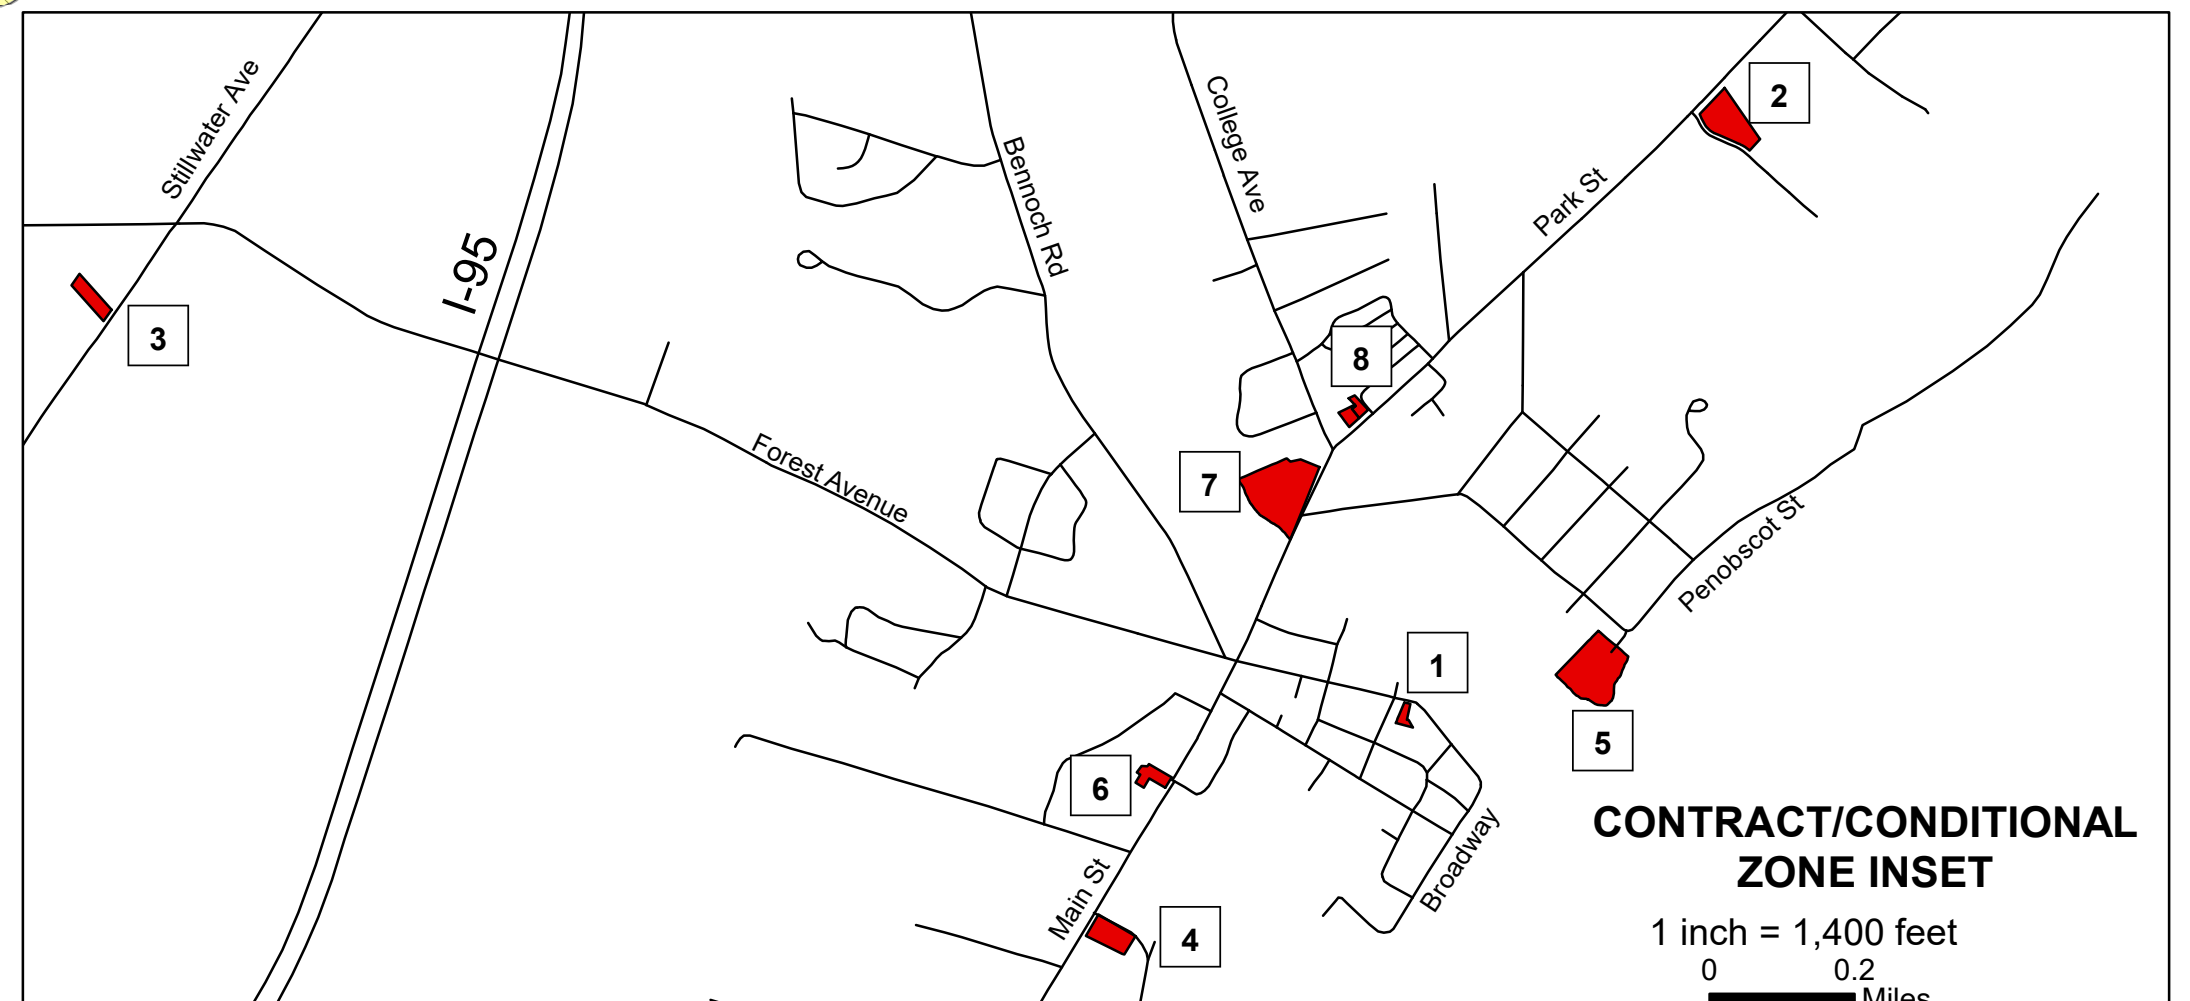 Stillwater Ave
I-95
Bennoch Rd
College Ave
Park St
2
3
8
7
Forest Avenue
Penobscot St
1
5
6
Main St
Broadway
4
CONTRACT/CONDITIONAL
ZONE INSET
1 inch = 1,400 feet
0 0.2
Miles